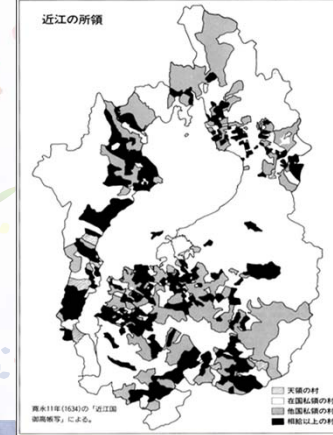 近江の所領
天領の村
在国私領の村
他国私領の村
相給以上の村
寛永11年(1634)の「近江国
御高帳写」による。